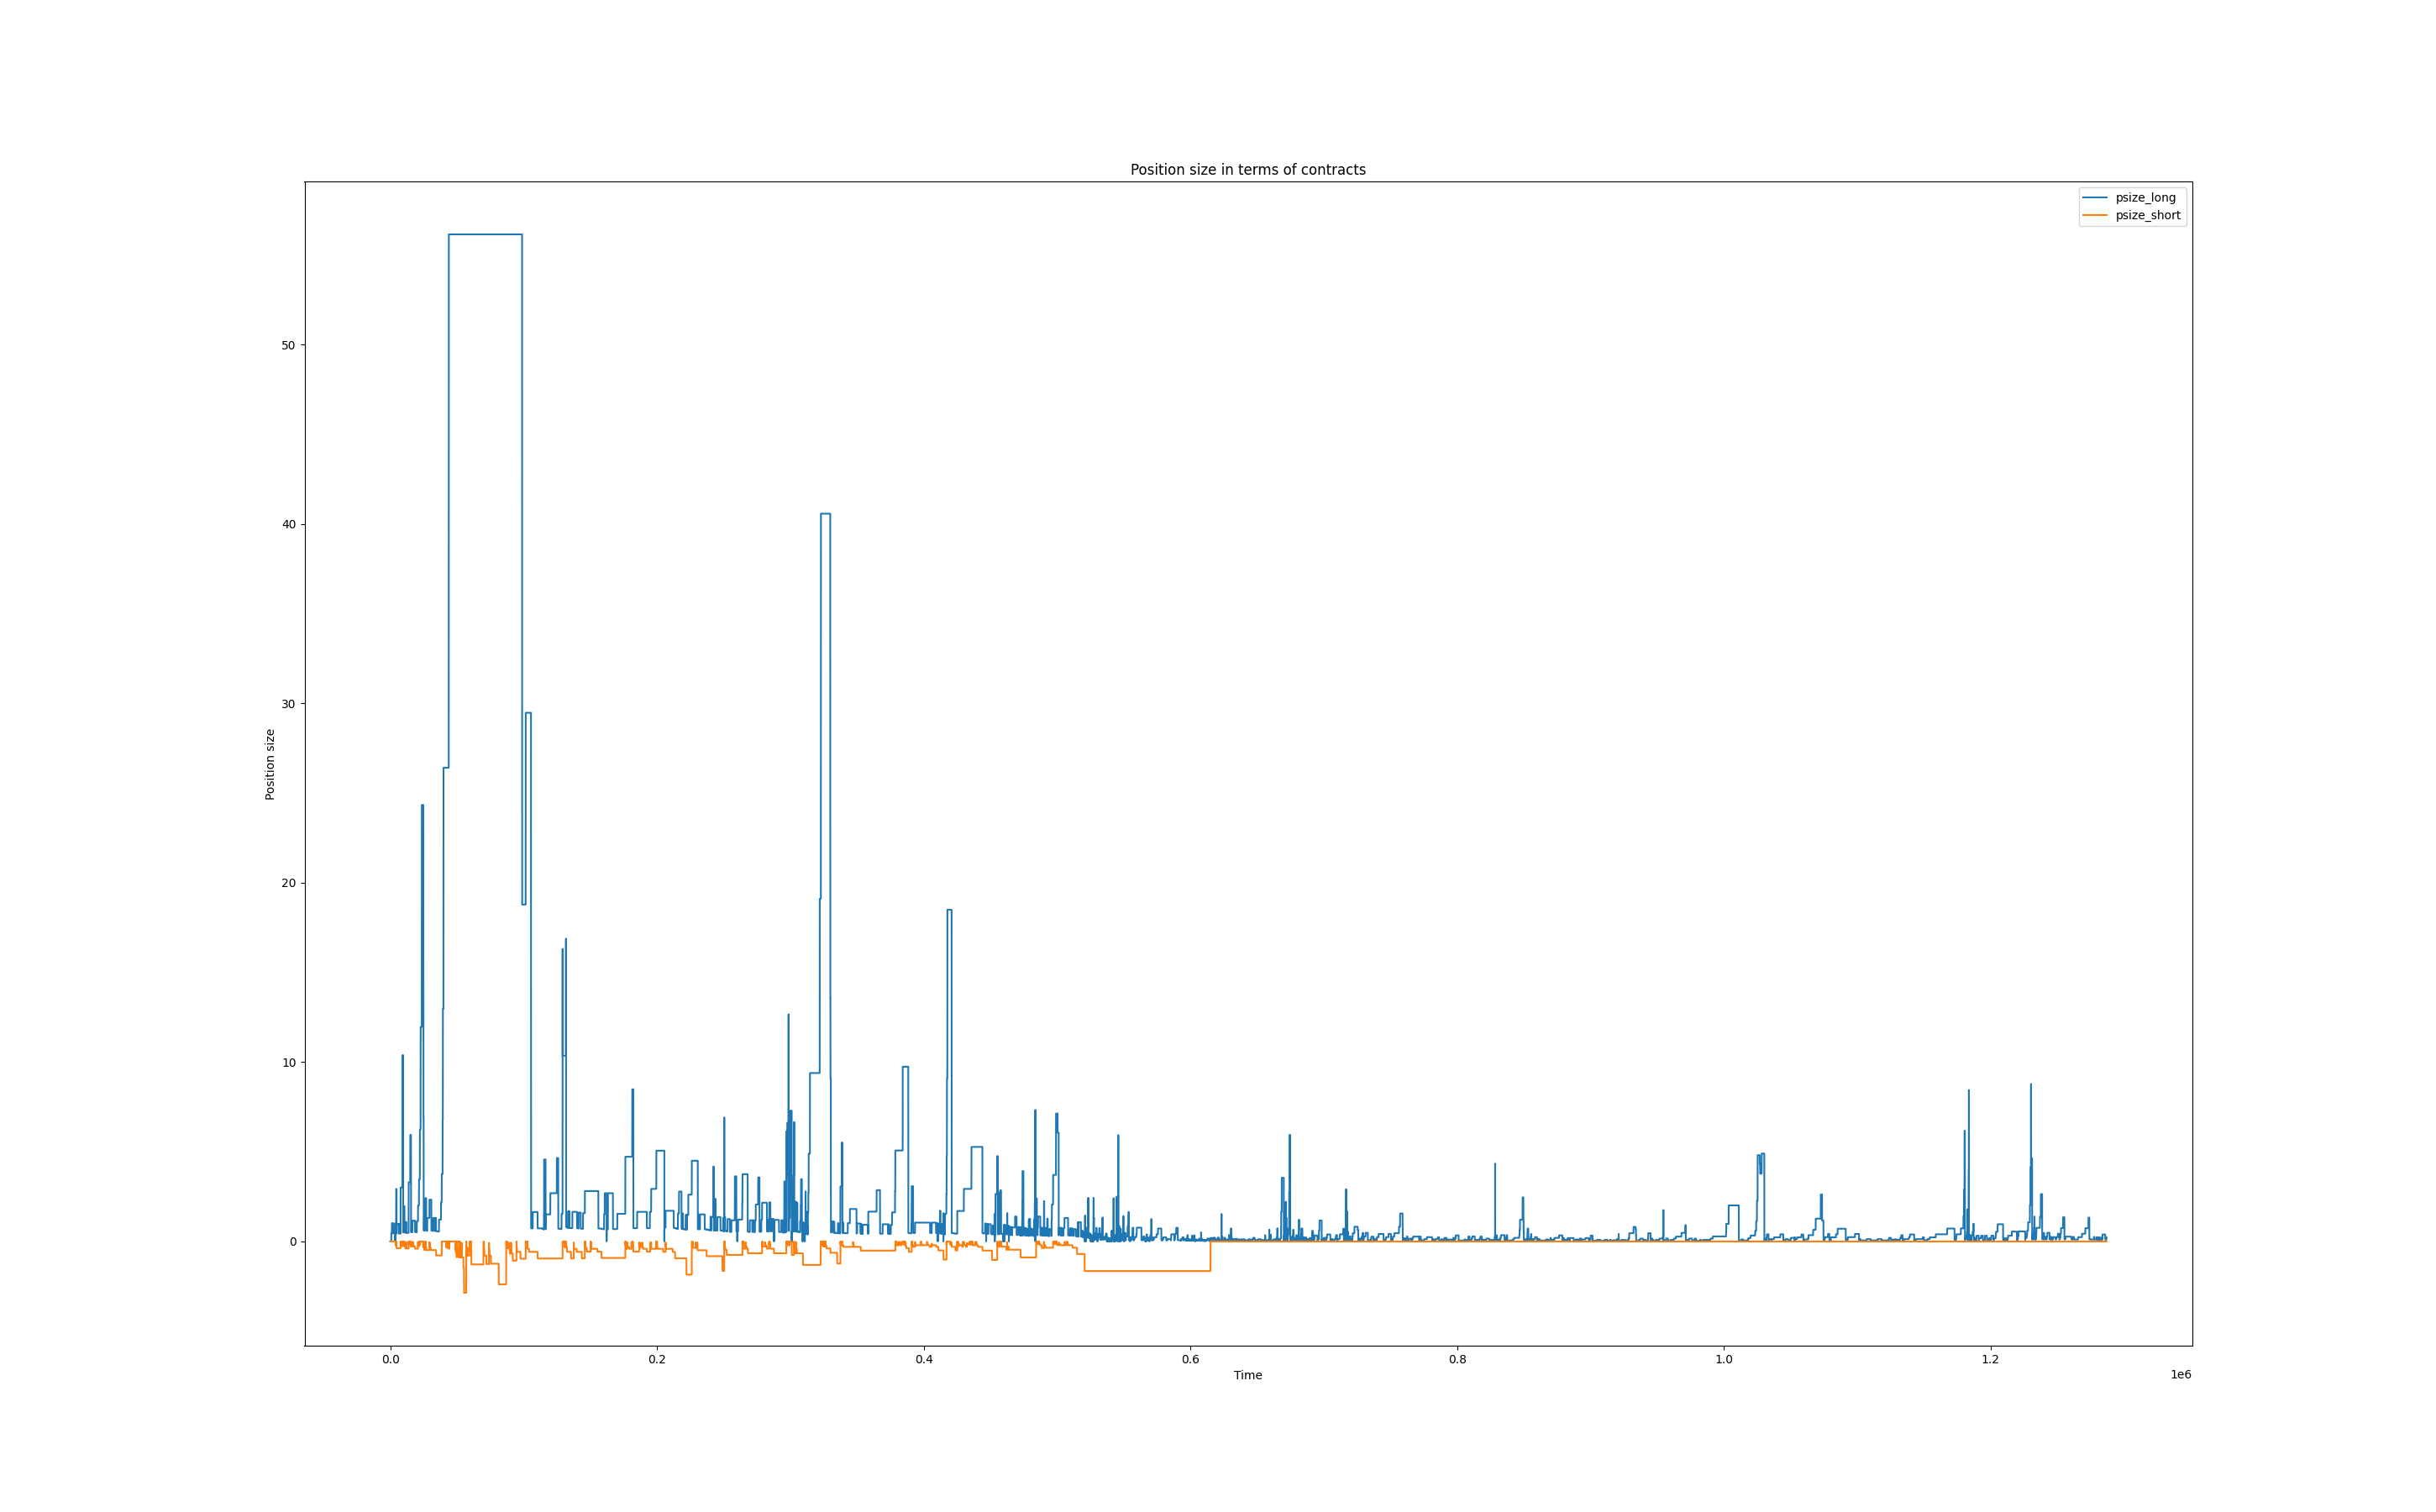 Position size in terms of contracts
psize_long
psize_short
Position size
50
40
30
20
10
0
0.0 0.2 0.4 0.6 0.8 1.0 1.2
Time
1e6